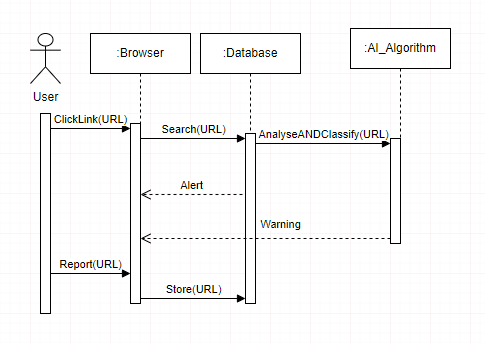 :Browser
:Database
:AI_Algorithm
User
ClickLink(URL)
Search(URL)
AnalyseANDClassify(URL)
Alert
Warning
Report(URL)
Store(URL)